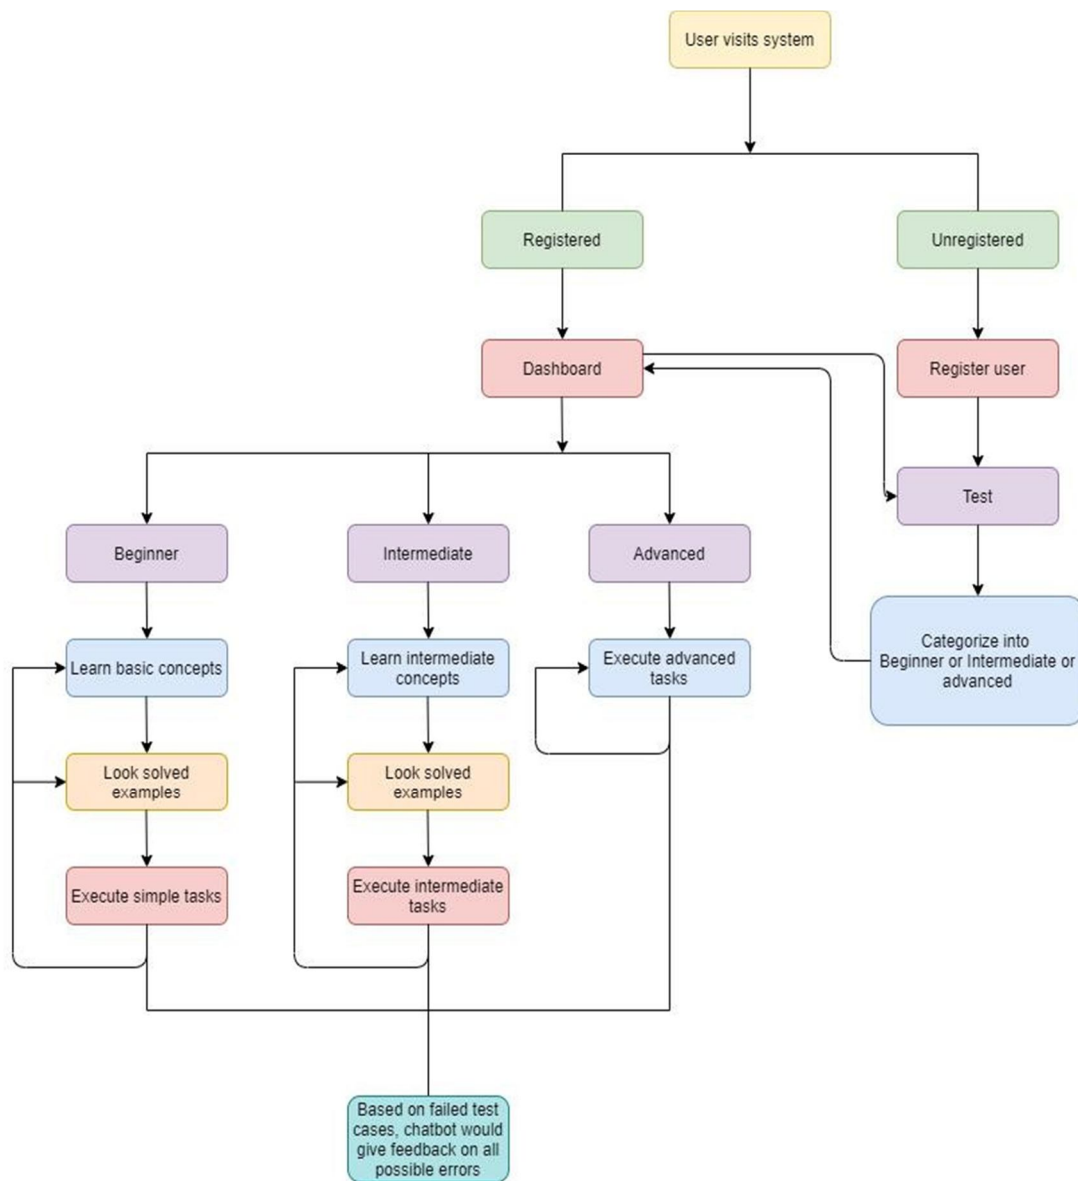 User visits system
Registered
Unregistered
Dashboard
Register user
Test
Beginner
Intermediate
Advanced
Categorize into
Beginner or Intermediate or
advanced
Learn basic concepts
Learn intermediate
concepts
Execute advanced
tasks
Look solved
examples
Look solved
examples
Execute simple tasks
Execute intermediate
tasks
Based on failed test
cases, chatbot would
give feedback on all
possible errors